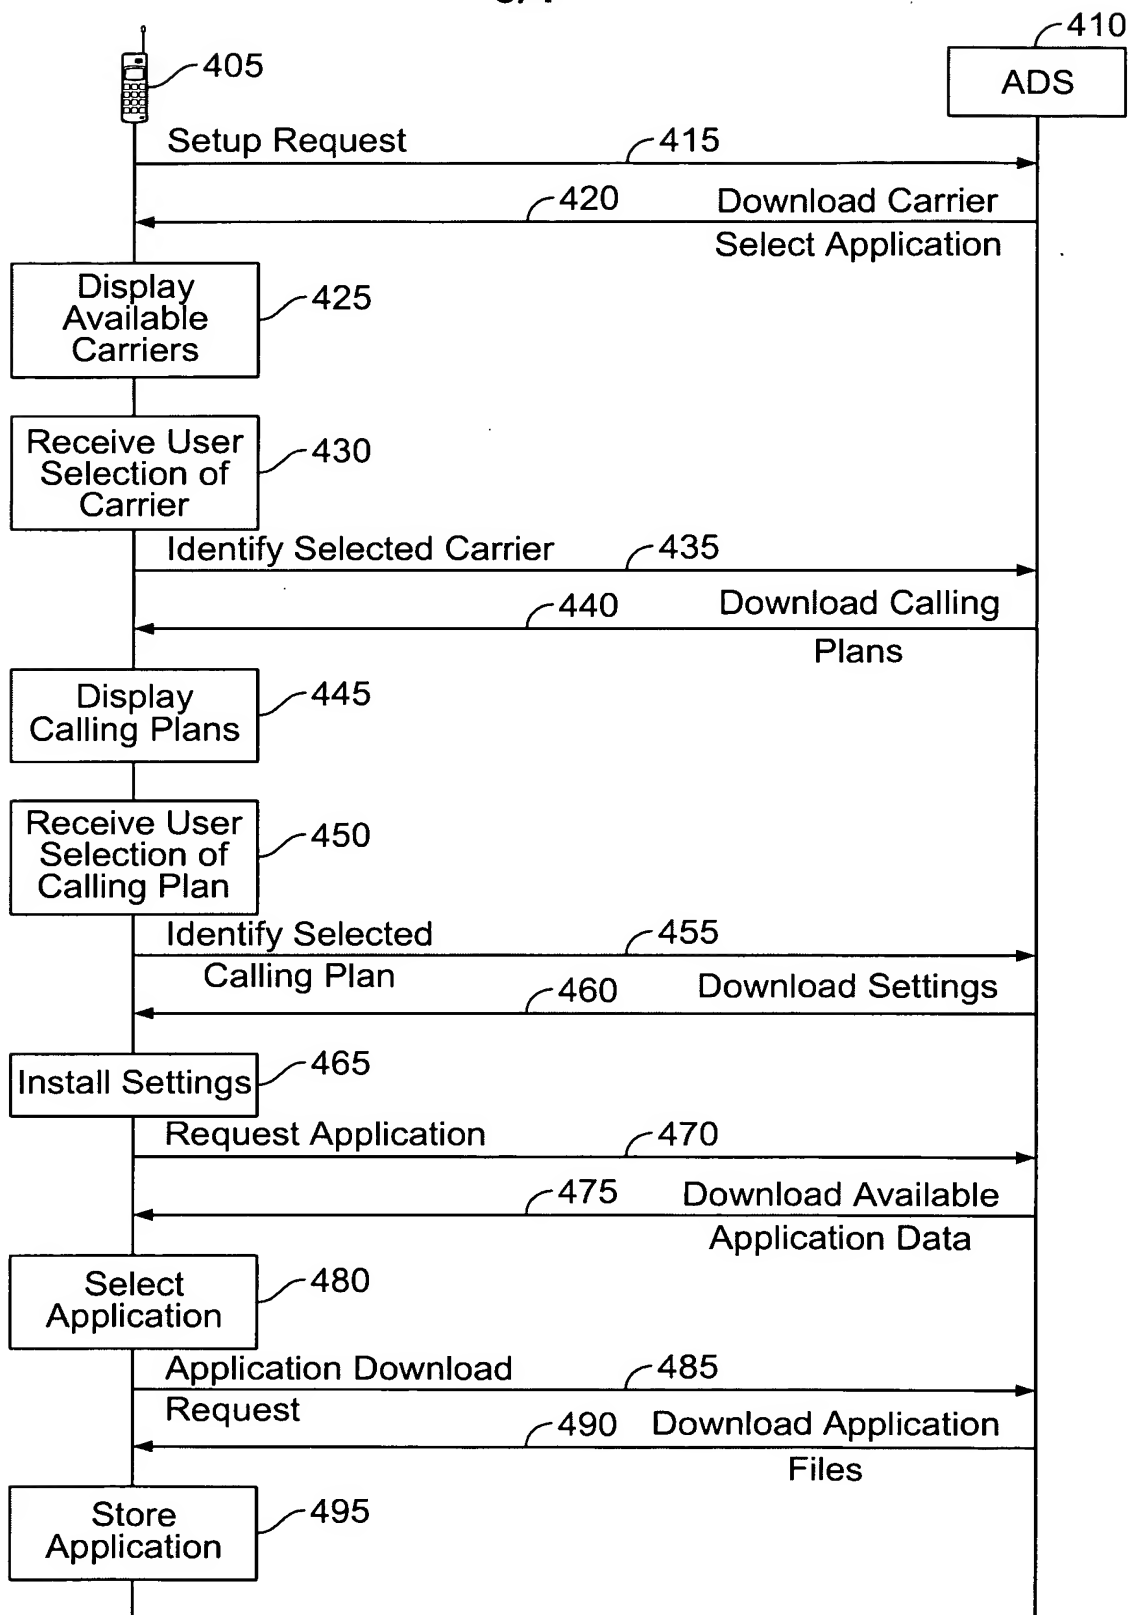 410
405
ADS
Setup Request
415
420
Download Carrier
Select Application
Display
Available
Carriers
425
Receive User
Selection of
Carrier
430
Identify Selected Carrier
435
440
Download Calling
Plans
Display
Calling Plans
445
Receive User
Selection of
Calling Plan
450
Identify Selected
Calling Plan
455
460
Download Settings
Install Settings
465
Request Application
470
475
Download Available
Application Data
Select
Application
480
Application Download
Request
485
490
Download Application
Files
Store
Application
495